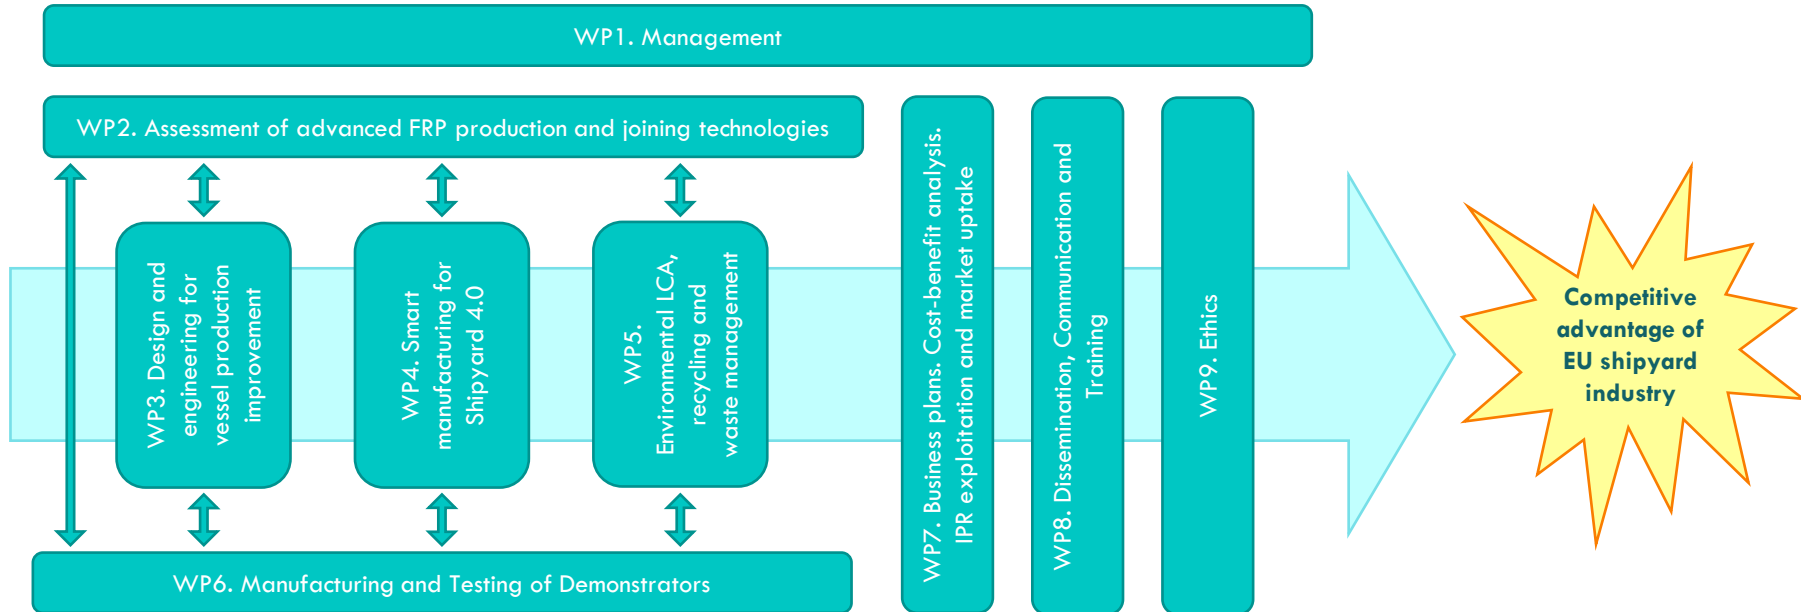 WP1. Management
WP2. Assessment of advanced FRP production and joining technologies
WP3. Design and
engineering for
vessel production
improvement
WP4. Smart
manufacturing for
Shipyard 4.0
WP5.
Environmental LCA,
recycling and
waste management
WP6. Manufacturing and Testing of Demonstrators
WP7. Business plans. Cost-benefit analysis.
IPR exploitation and market uptake
WP8. Dissemination, Communication and
Training
WP9. Ethics
Competitive
advantage of
EU shipyard
industry